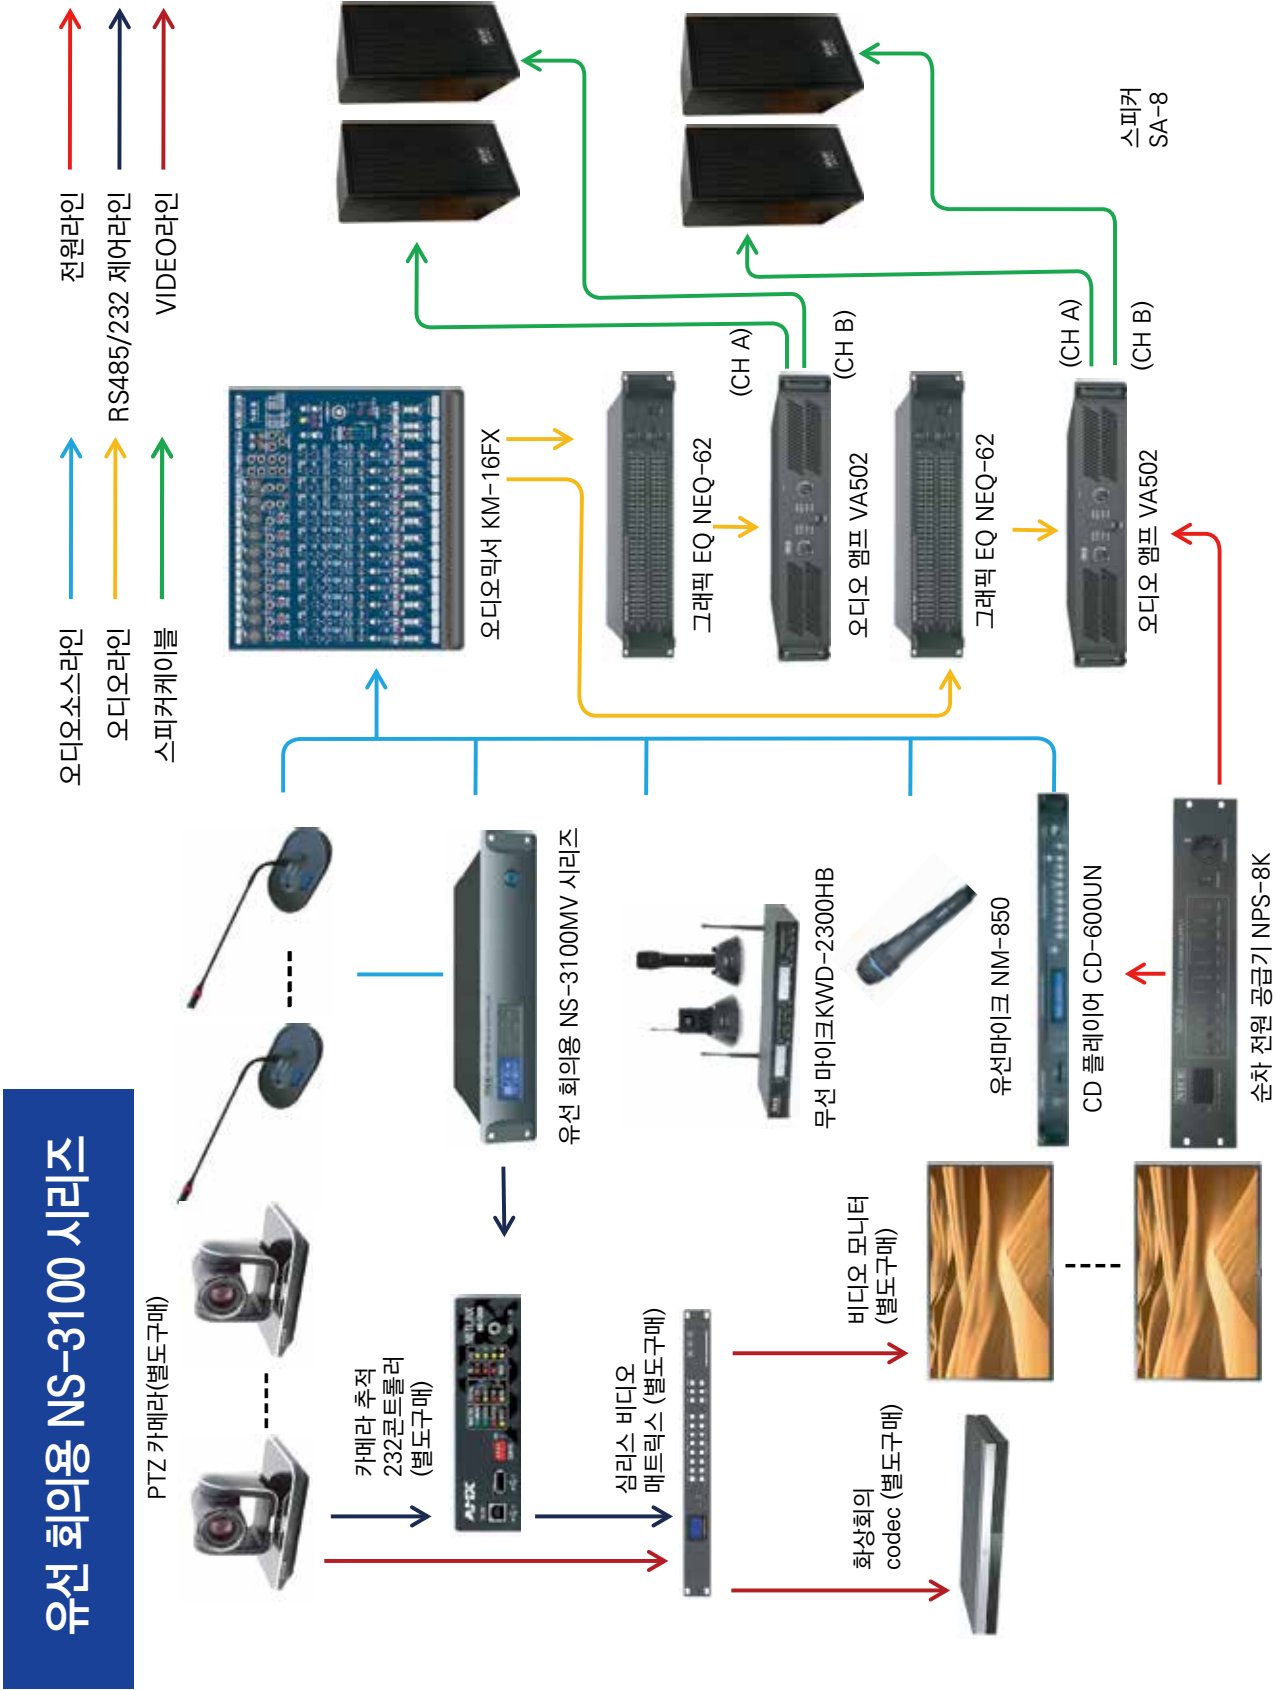 유선 회의용 NS-3100 시리즈
오디오소스라인
오디오라인
스피커케이블
전원라인
RS485/232 제어라인
VIDEO라인
PTZ 카메라(별도구매)
카메라 추적
232콘트롤러
(별도구매)
AMX
심리스 비디오
매트릭스 (별도구매)
화상회의
codec (별도구매)
비디오 모니터
(별도구매)
유선 회의용 NS-3100MV 시리즈
무선 마이크KWD-2300HB
유선마이크 NM-850
CD 플레이어 CD-600UN
순차 전원 공급기 NPS-8K
오디오믹서 KM-16FX
그래픽 EQ NEQ-62
오디오 앰프 VA502
그래픽 EQ NEQ-62
오디오 앰프 VA502
(CH A)
(CH B)
(CH A)
(CH B)
스피커
SA-8